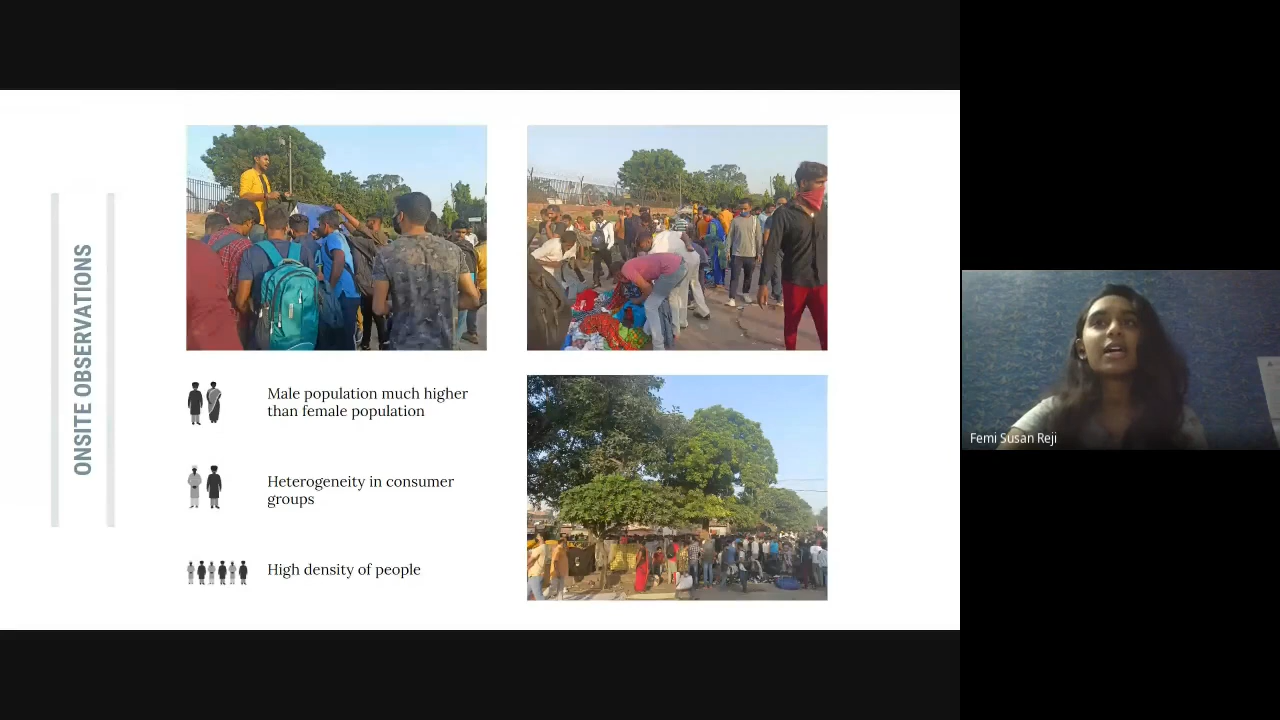 ONSITE OBSERVATIONS
Male population much higher
than female population
Heterogeneity in consumer
groups
High density of people
Femi Susan Reji